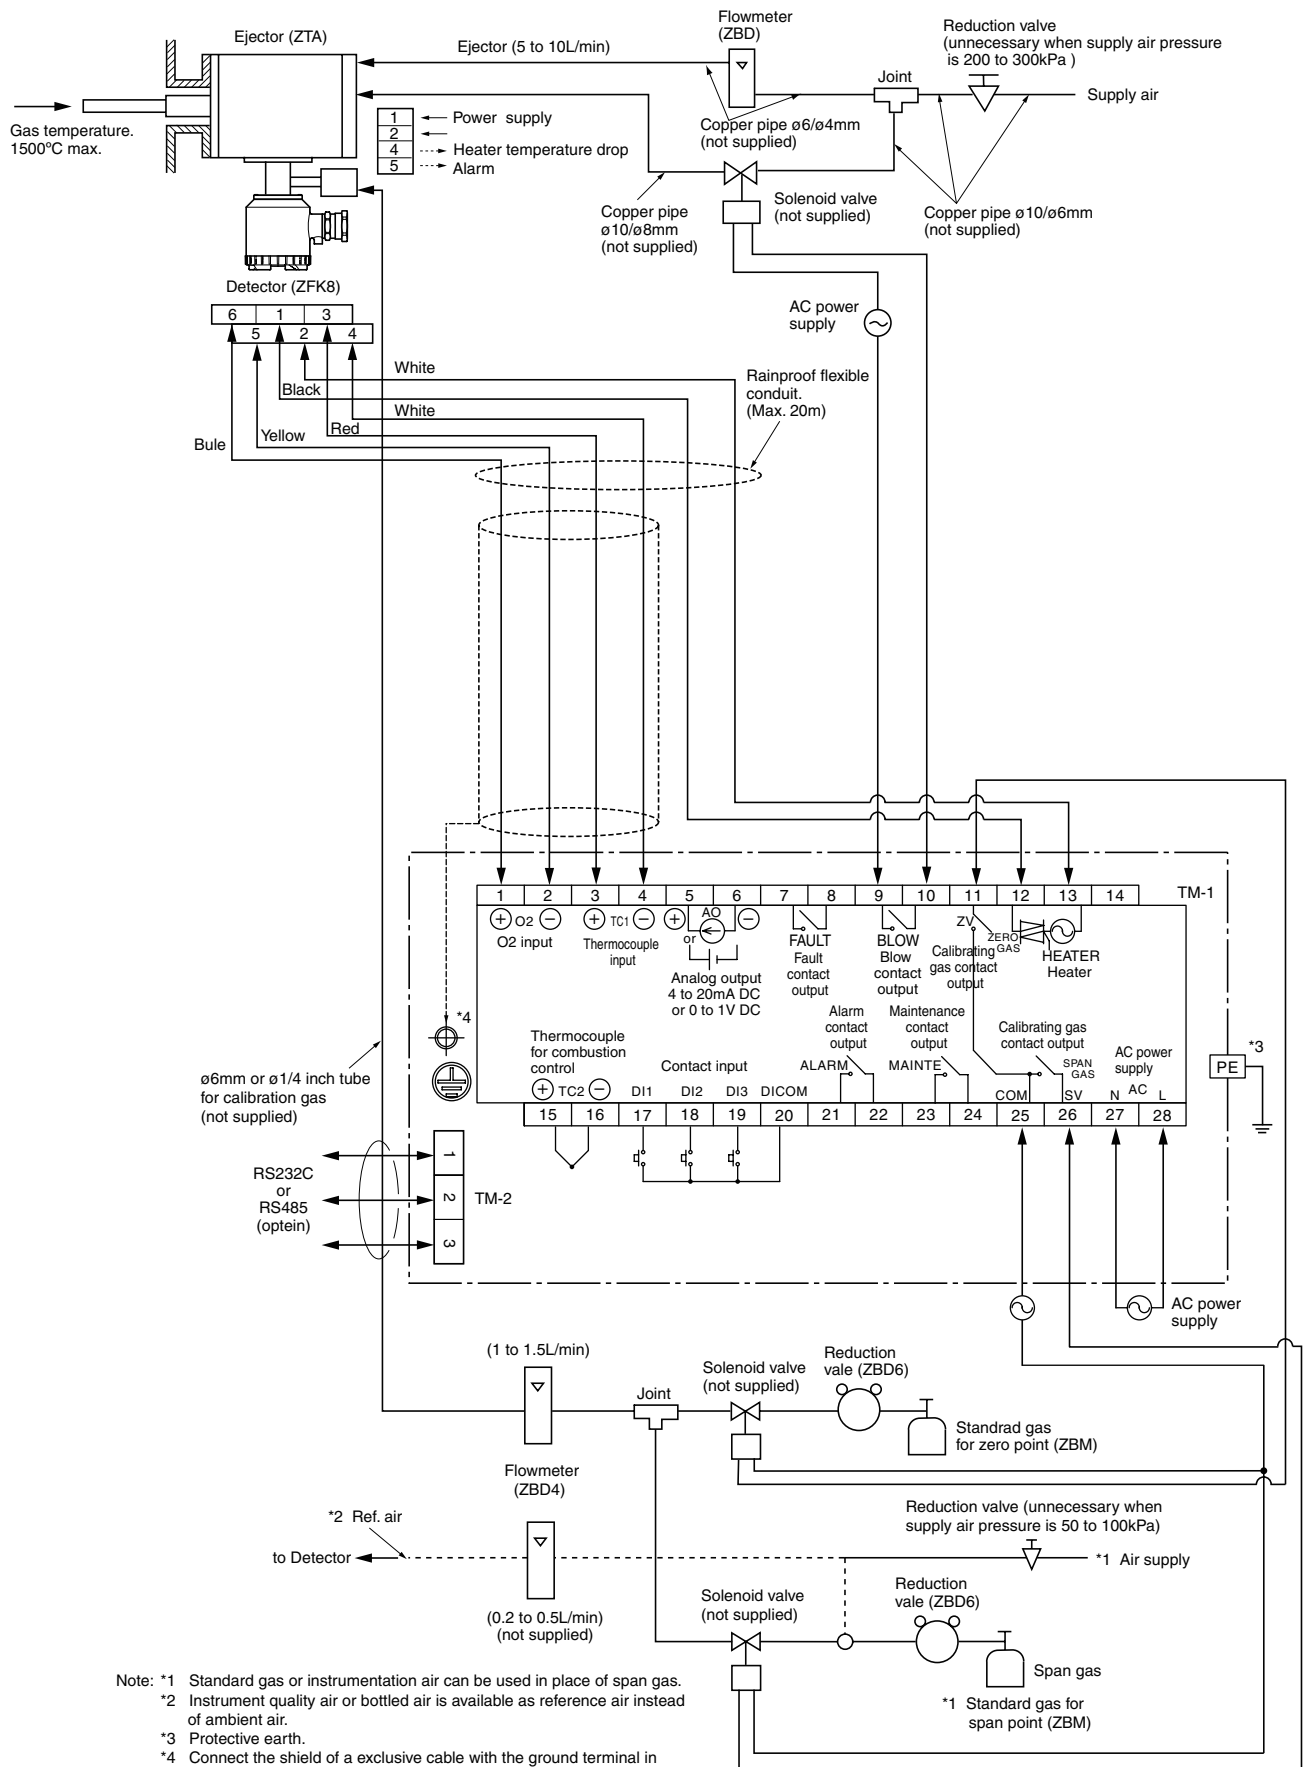 Ejector (ZTA)
Ejector (5 to 10L/min)
Flowmeter
(ZBD)
Reduction valve
(unnecessary when supply air pressure
is 200 to 300kPa )
Joint
Supply air
Gas temperature.
1500°C max.
1 Power supply
2
4 Heater temperature drop
5 Alarm
Copper pipe ø6/ø4mm
(not supplied)
Copper pipe
ø10/ø8mm
(not supplied)
Solenoid valve
(not supplied)
Copper pipe ø10/ø6mm
(not supplied)
Detector (ZFK8)
6 1 3
5 2 4
AC power
supply
White
Black
White
Red
Yellow
Bule
Rainproof flexible
conduit.
(Max. 20m)
1 2 3 4 5 6 7 8 9 10 11 12 13 14
TM-1
+ O2 −
O2 input
+ TC1 −
Thermocouple
input
+ AO −
or
Analog output
4 to 20mA DC
or 0 to 1V DC
FAULT
Fault
contact
output
BLOW
Blow
contact
output
ZV
ZERO
GAS
Calibrating
gas contact
output
HEATER
Heater
*4
Thermocouple
for combustion
control
+ TC2 −
Contact input
DI1 DI2 DI3 DICOM
Alarm
contact
output
ALARM
Maintenance
contact
output
MAINTE
Calibrating gas
contact output
SPAN
GAS
COM
SV
AC power
supply
N AC L
*3
PE
15 16 17 18 19 20 21 22 23 24 25 26 27 28
ø6mm or ø1/4 inch tube
for calibration gas
(not supplied)
RS232C
or
RS485
(optein)
1
2
3
TM-2
AC power
supply
(1 to 1.5L/min)
Joint
Solenoid valve
(not supplied)
Reduction
vale (ZBD6)
Standrad gas
for zero point (ZBM)
Flowmeter
(ZBD4)
*2 Ref. air
to Detector
(0.2 to 0.5L/min)
(not supplied)
Reduction valve (unnecessary when
supply air pressure is 50 to 100kPa)
*1 Air supply
Solenoid valve
(not supplied)
Reduction
vale (ZBD6)
Span gas
*1 Standard gas for
span point (ZBM)
Note: *1 Standard gas or instrumentation air can be used in place of span gas.
*2 Instrument quality air or bottled air is available as reference air instead
of ambient air.
*3 Protective earth.
*4 Connect the shield of a exclusive cable with the ground terminal in